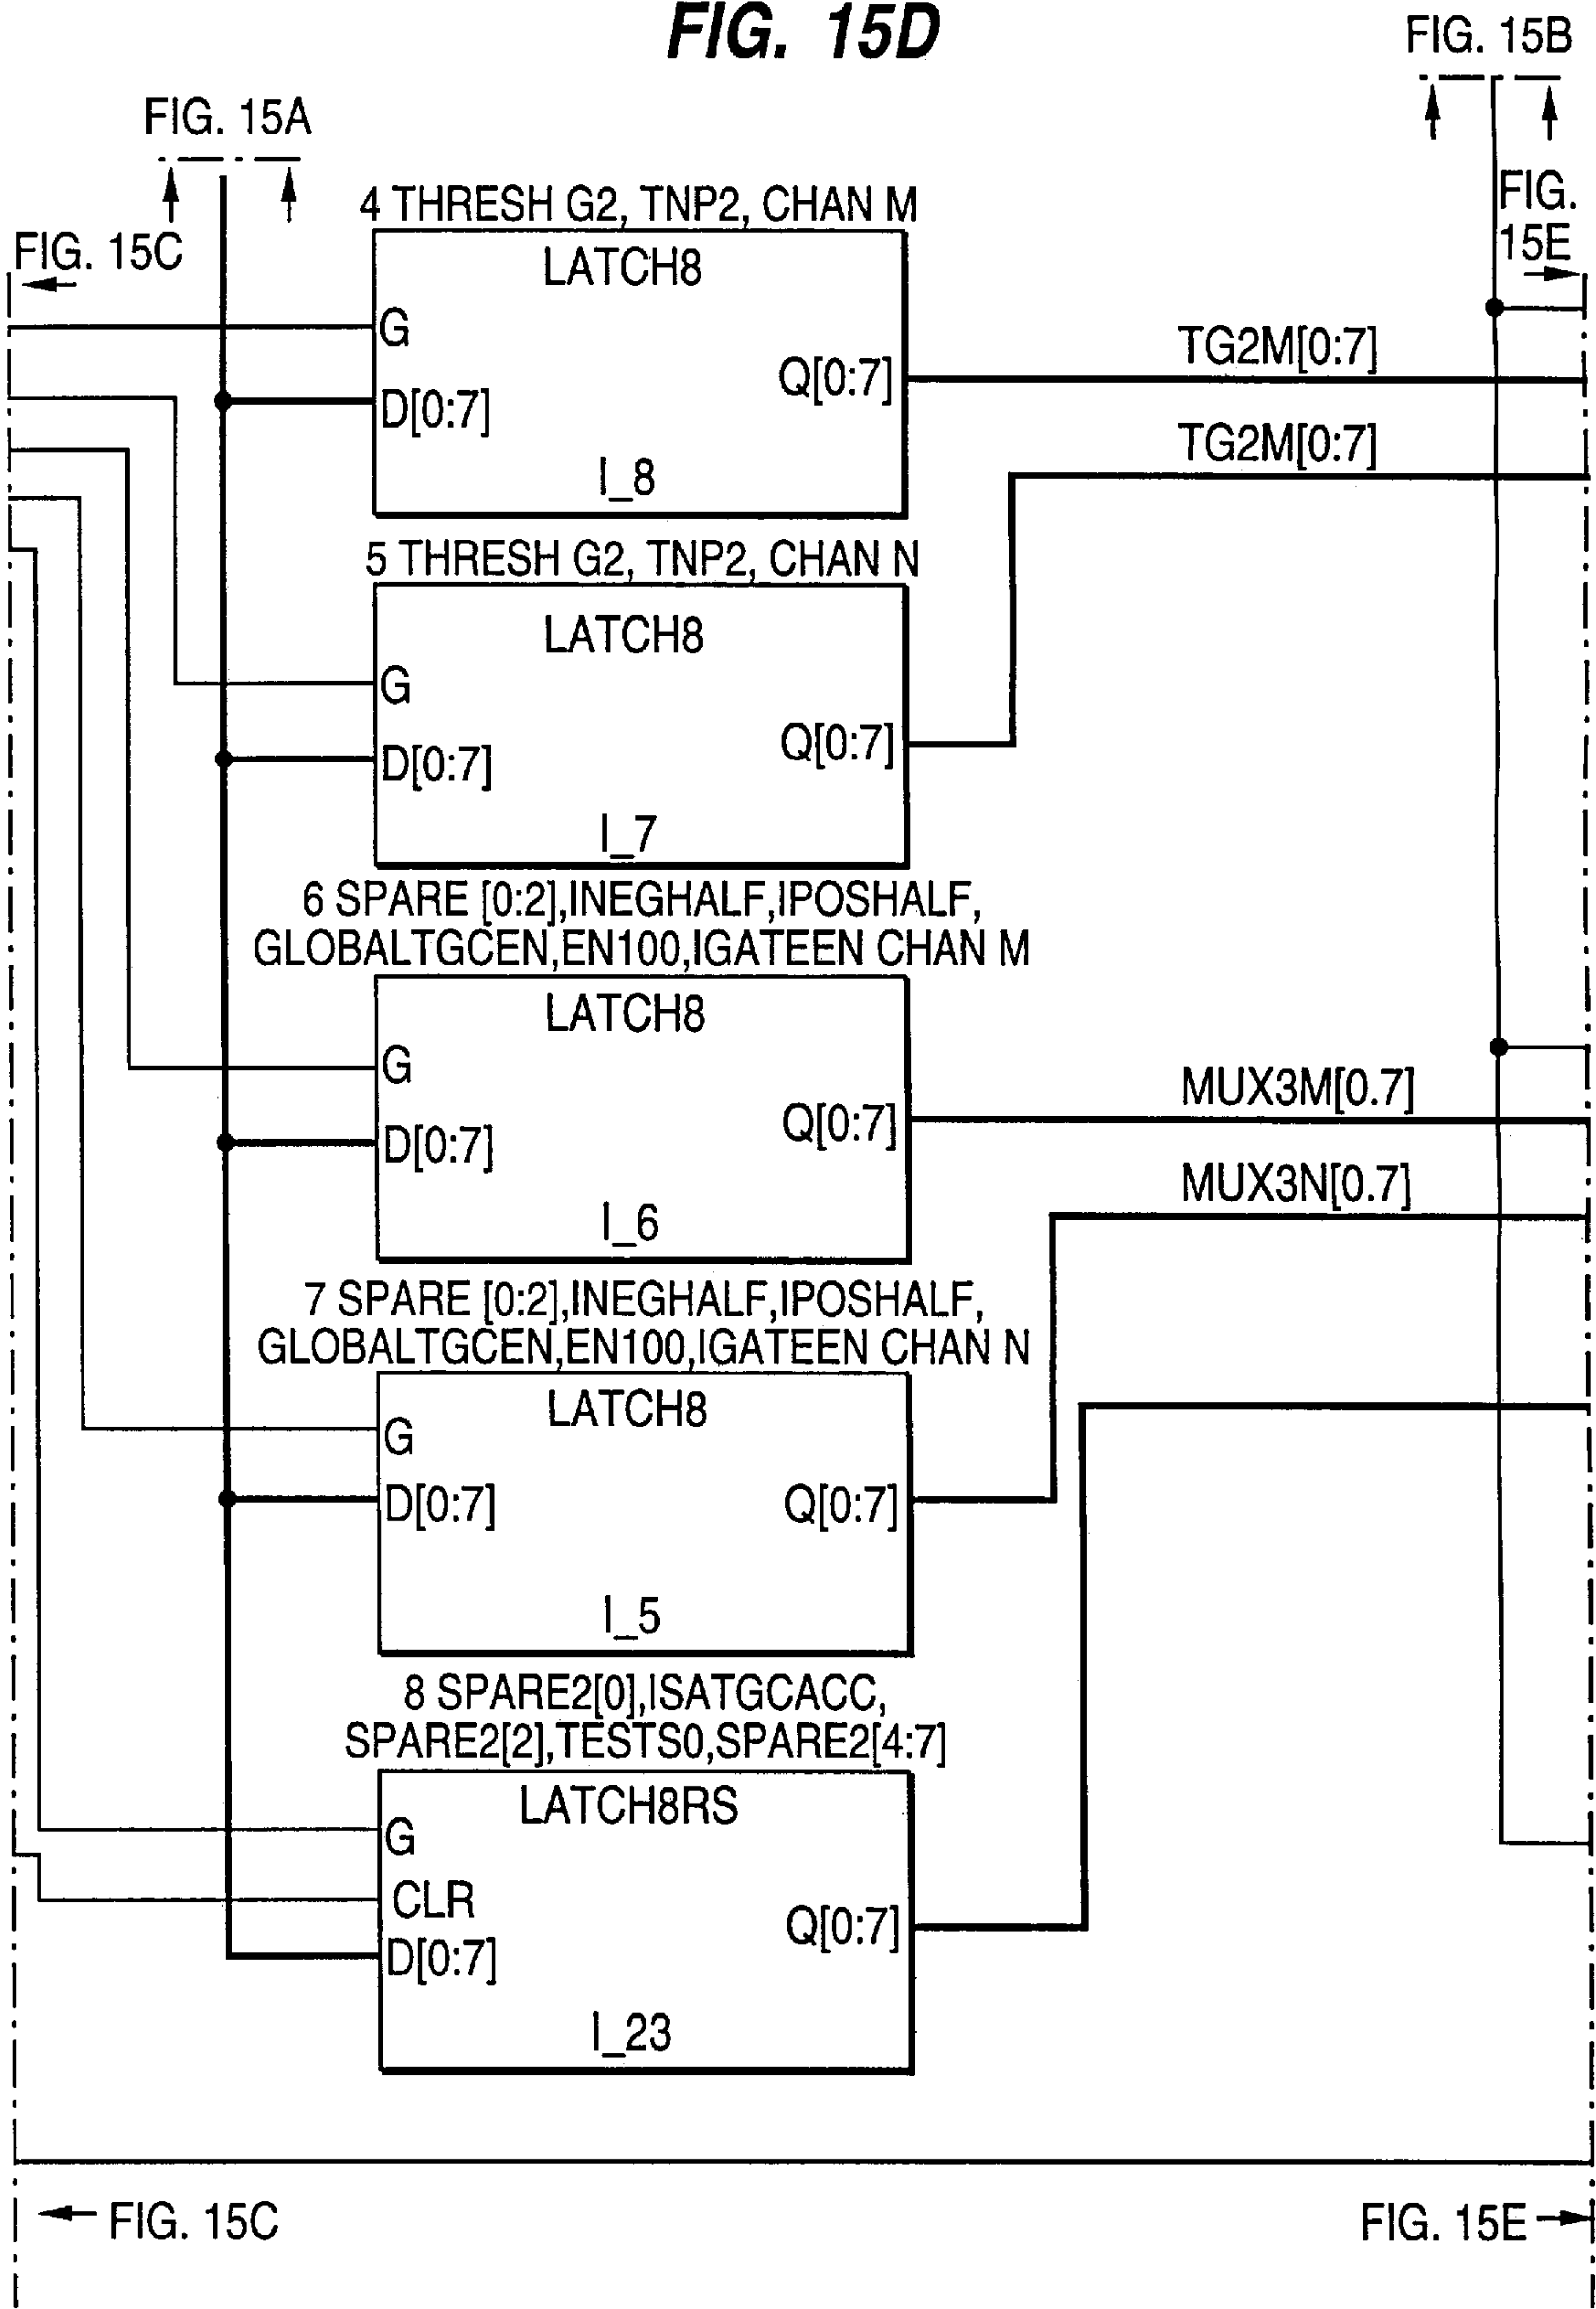 FIG. 15D
FIG. 15B
FIG. 15A
FIG. 15C
FIG.
15E
4 THRESH G2, TNP2, CHAN M
LATCH8
G
D[0:7]
Q[0:7]
I_8
TG2M[0:7]
TG2M[0:7]
5 THRESH G2, TNP2, CHAN N
LATCH8
G
D[0:7]
Q[0:7]
I_7
6 SPARE [0:2],INEGHALF,IPOSHALF,
GLOBALTGCEN,EN100,IGATEEN CHAN M
LATCH8
G
D[0:7]
Q[0:7]
I_6
MUX3M[0.7]
MUX3N[0.7]
7 SPARE [0:2],INEGHALF,IPOSHALF,
GLOBALTGCEN,EN100,IGATEEN CHAN N
LATCH8
G
D[0:7]
Q[0:7]
I_5
8 SPARE2[0],ISATGCACC,
SPARE2[2],TESTS0,SPARE2[4:7]
LATCH8RS
G
CLR
D[0:7]
Q[0:7]
I_23
FIG. 15C
FIG. 15E